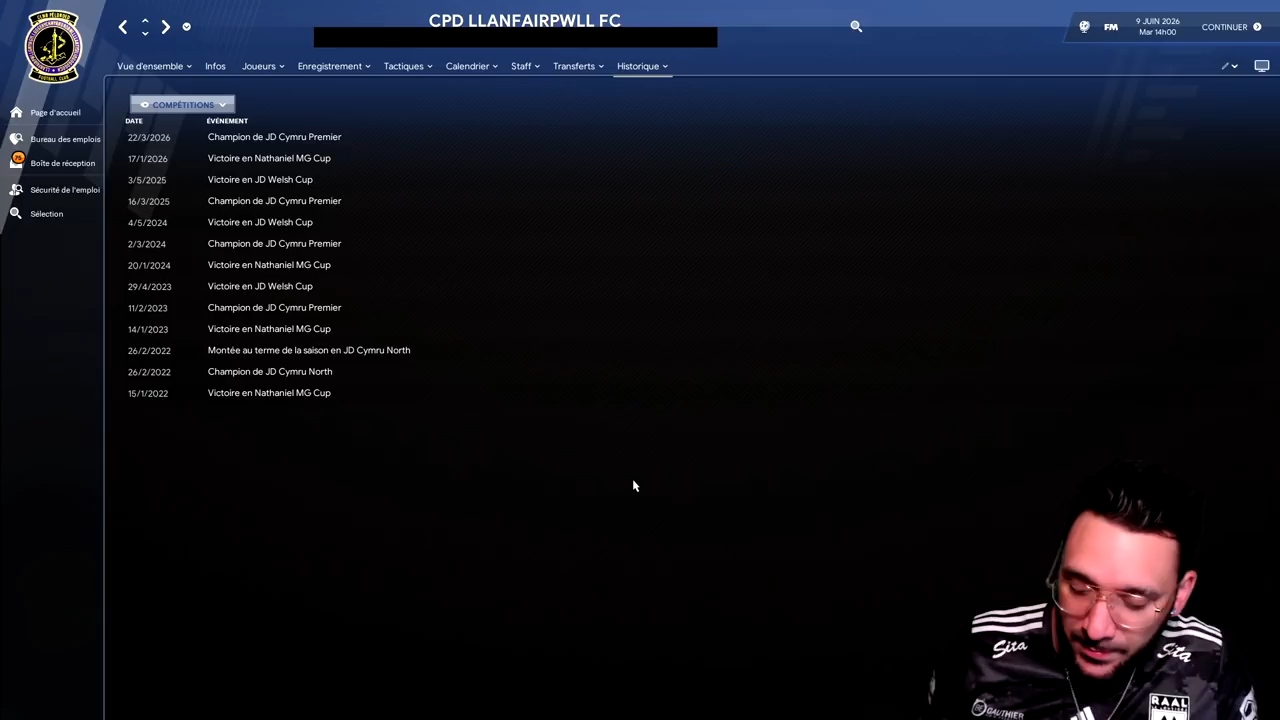 CPD LLANFAIRPWLL FC
9 JUIN 2026
Mar 14h00
FM
CONTINUER
Vue d'ensemble
Infos
Joueurs
Enregistrement
Tactiques
Calendrier
Staff
Transferts
Historique
Page d'accueil
Bureau des emplois
75
Boîte de réception
Sécurité de l'emploi
Sélection
COMPÉTITIONS
DATE ÉVÉNEMENT
22/3/2026 Champion de JD Cymru Premier
17/1/2026 Victoire en Nathaniel MG Cup
3/5/2025 Victoire en JD Welsh Cup
16/3/2025 Champion de JD Cymru Premier
4/5/2024 Victoire en JD Welsh Cup
2/3/2024 Champion de JD Cymru Premier
20/1/2024 Victoire en Nathaniel MG Cup
29/4/2023 Victoire en JD Welsh Cup
11/2/2023 Champion de JD Cymru Premier
14/1/2023 Victoire en Nathaniel MG Cup
26/2/2022 Montée au terme de la saison en JD Cymru North
26/2/2022 Champion de JD Cymru North
15/1/2022 Victoire en Nathaniel MG Cup
Sita
Sita
GAUTHIER
RAAL